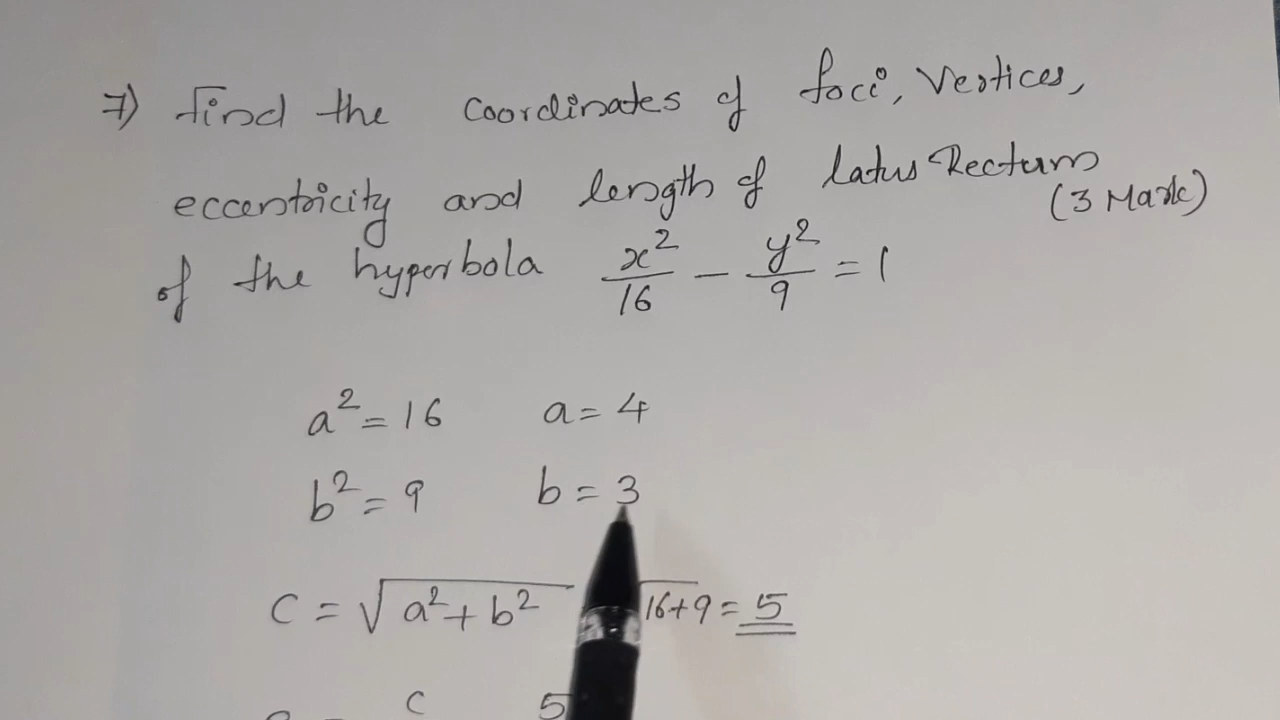 7) Find the coordinates of foci, Vertices,
eccentricity and length of latus Rectum
(3 Mark)
of the hyperbola x²/16 - y²/9 = 1
a² = 16 a = 4
b² = 9 b = 3
C = √a² + b² 16+9 = 5
c 5